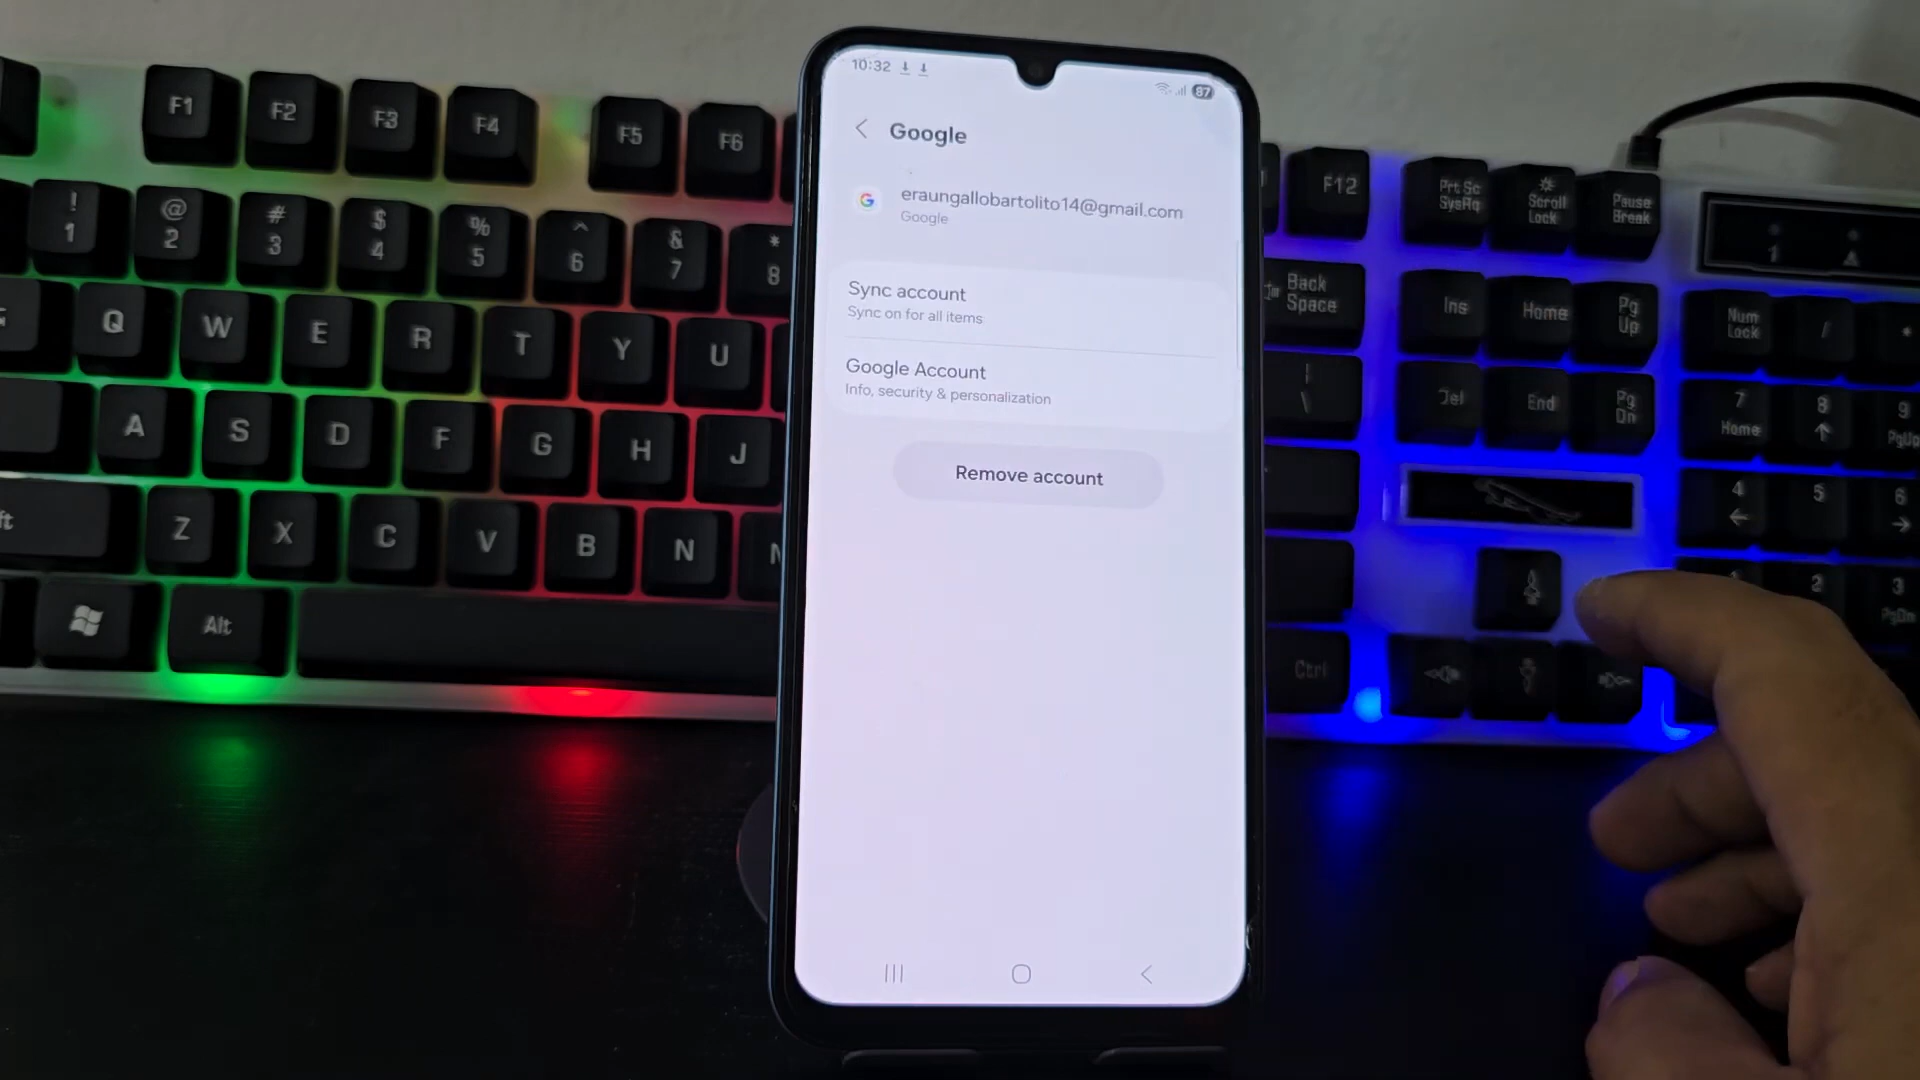 10:32
87
Google
eraungallobartolito14@gmail.com
Google
Sync account
Sync on for all items
Google Account
Info, security & personalization
Remove account
F1
F2
F3
F4
F5
F6
F12
Prt Sc
SysRq
Scroll
Lock
Pause
Break
!
1
@
2
#
3
$
4
%
5
^
6
&
7
*
8
Back
Space
Ins
Home
Pg
Up
Num
Lock
/
*
1
A
Q
W
E
R
T
Y
U
|
\
Del
End
Pg
Dn
7
Home
8
9
PgUp
A
S
D
F
G
H
J
4
5
6
Z
X
C
V
B
N
2
3
PgDn
Alt
Ctrl